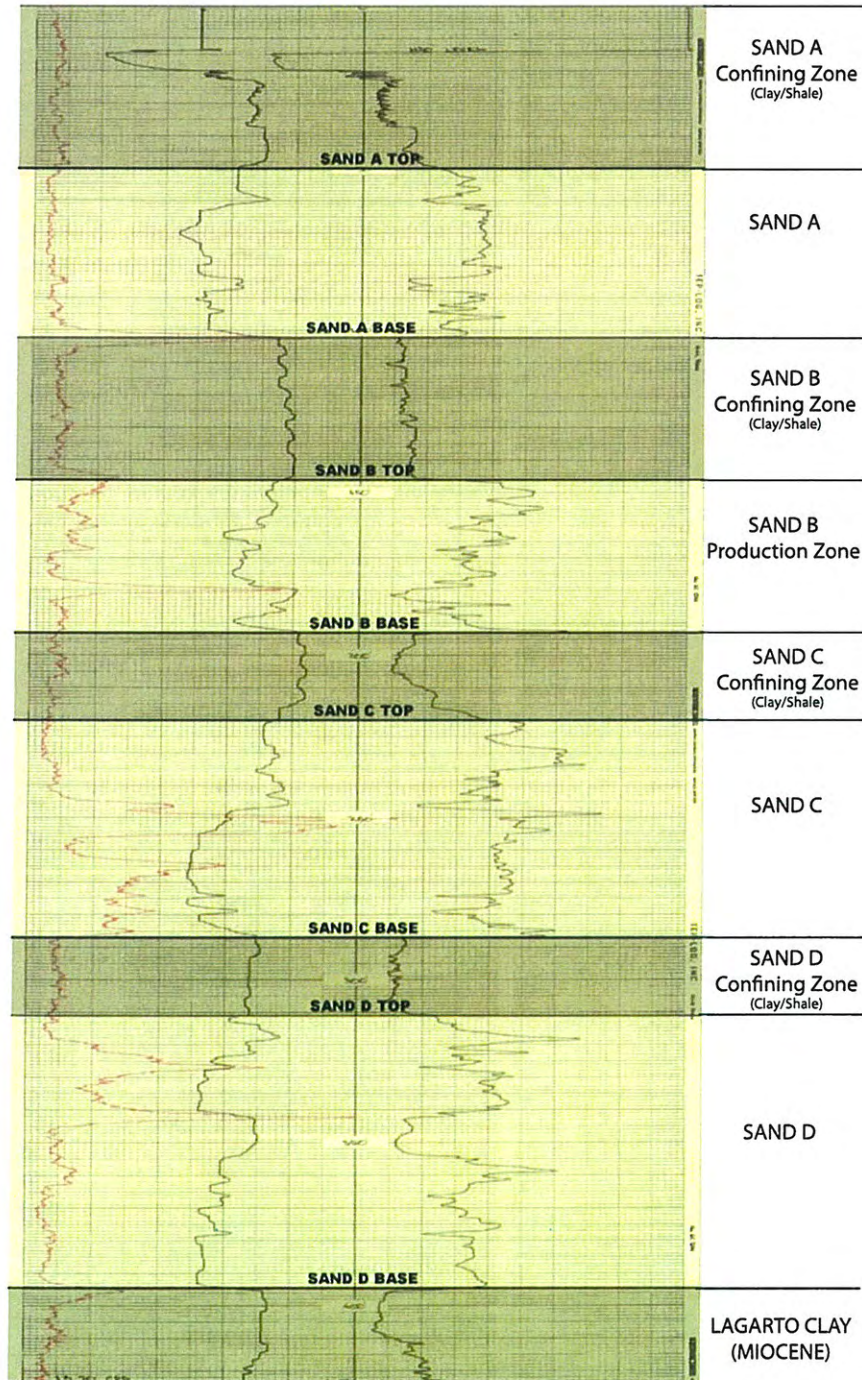 SAND A
Confining Zone
(Clay/Shale)
SAND A TOP
SAND A
SAND A BASE
SAND B
Confining Zone
(Clay/Shale)
SAND B TOP
SAND B
Production Zone
SAND B BASE
SAND C
Confining Zone
(Clay/Shale)
SAND C TOP
SAND C
SAND C BASE
SAND D
Confining Zone
(Clay/Shale)
SAND D TOP
SAND D
SAND D BASE
LAGARTO CLAY
(MIOCENE)